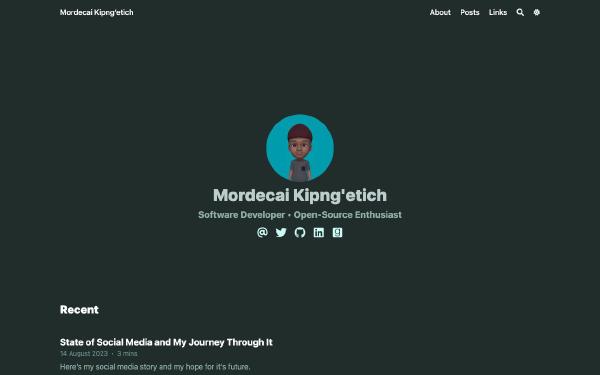 Mordecai Kipng'etich
About Posts Links
Mordecai Kipng'etich
Software Developer • Open-Source Enthusiast
Recent
State of Social Media and My Journey Through It
14 August 2023 · 3 mins
Here's my social media story and my hope for it's future.